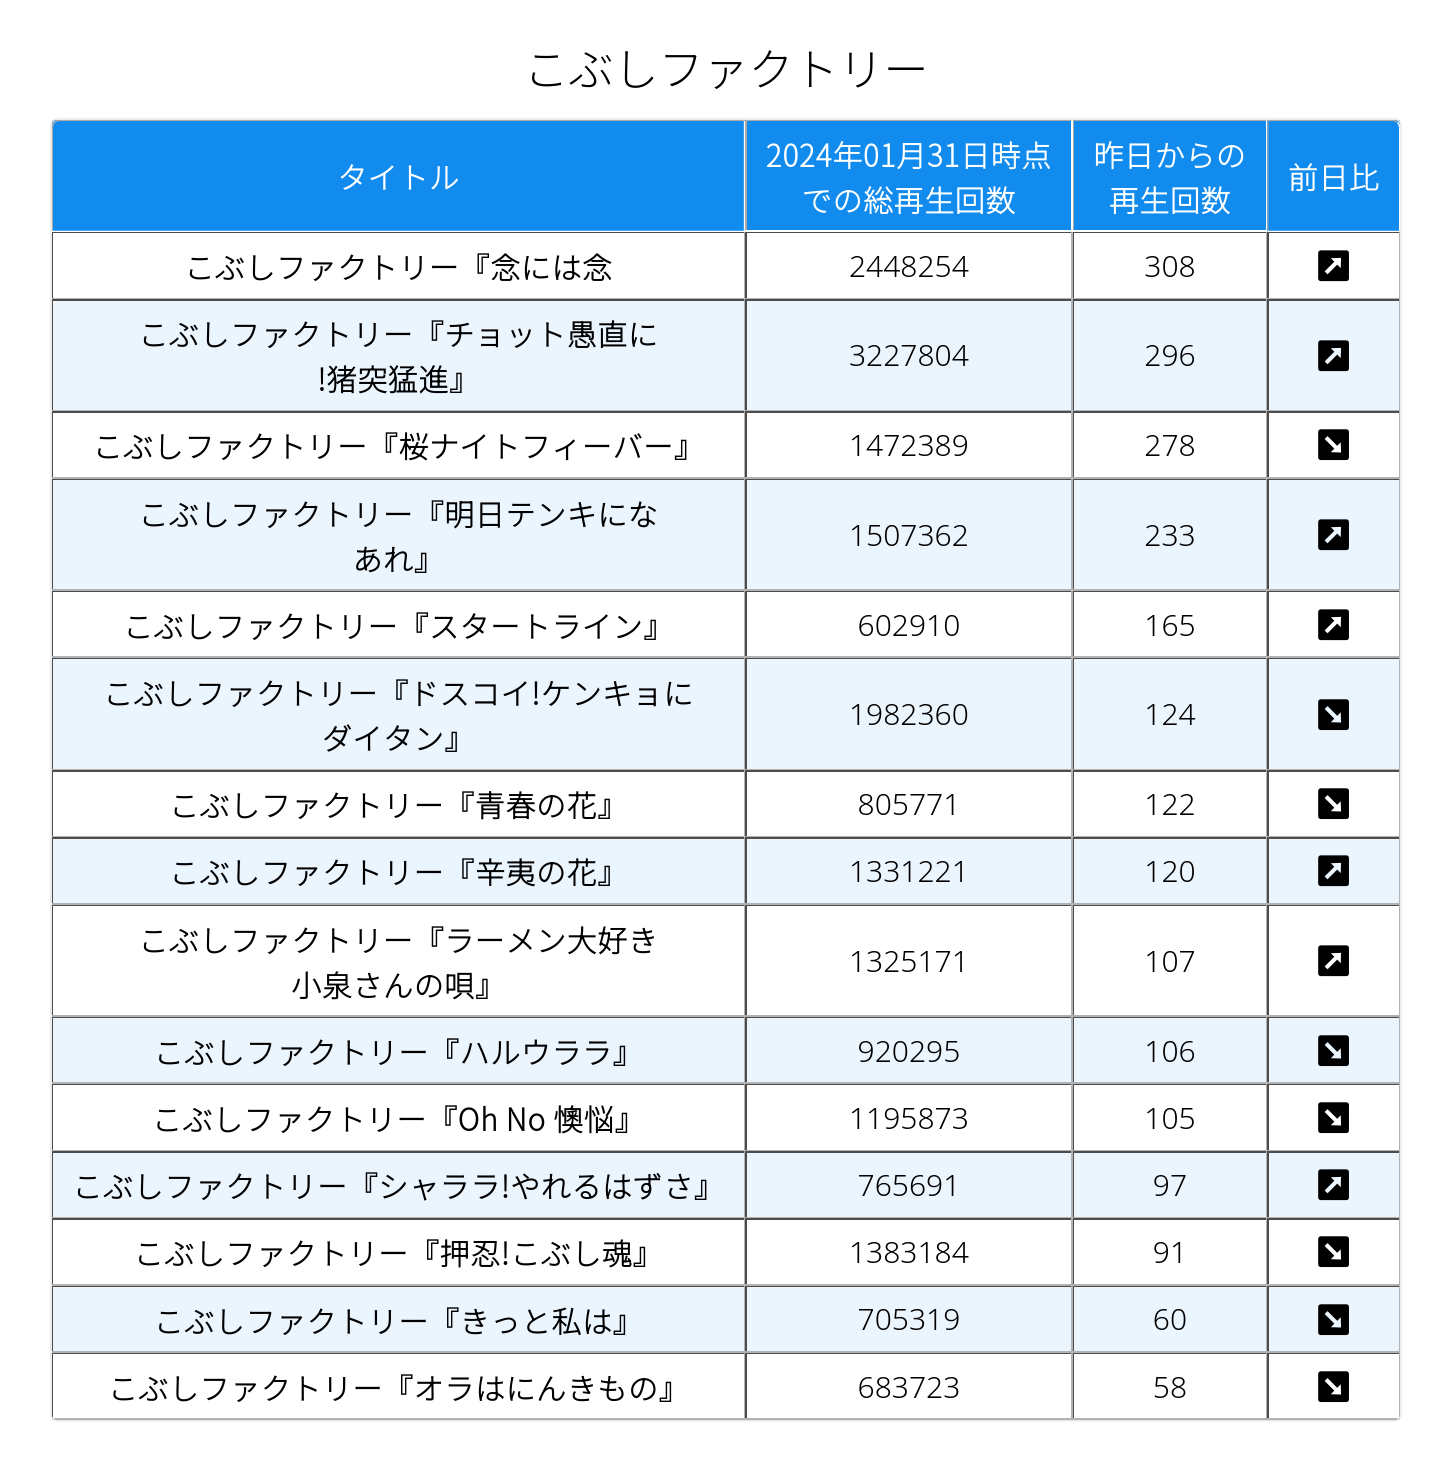 こぶしファクトリー
タイトル
2024年01月31日時点
での総再生回数
昨日からの
再生回数
前日比
こぶしファクトリー『念には念
2448254
308
こぶしファクトリー『チョット愚直に
!猪突猛進』
3227804
296
こぶしファクトリー『桜ナイトフィーバー』
1472389
278
こぶしファクトリー『明日テンキにな
あれ』
1507362
233
こぶしファクトリー『スタートライン』
602910
165
こぶしファクトリー『ドスコイ!ケンキョに
ダイタン』
1982360
124
こぶしファクトリー『青春の花』
805771
122
こぶしファクトリー『辛夷の花』
1331221
120
こぶしファクトリー『ラーメン大好き
小泉さんの唄』
1325171
107
こぶしファクトリー『ハルウララ』
920295
106
こぶしファクトリー『Oh No 懊悩』
1195873
105
こぶしファクトリー『シャララ!やれるはずさ』
765691
97
こぶしファクトリー『押忍!こぶし魂』
1383184
91
こぶしファクトリー『きっと私は』
705319
60
こぶしファクトリー『オラはにんきもの』
683723
58